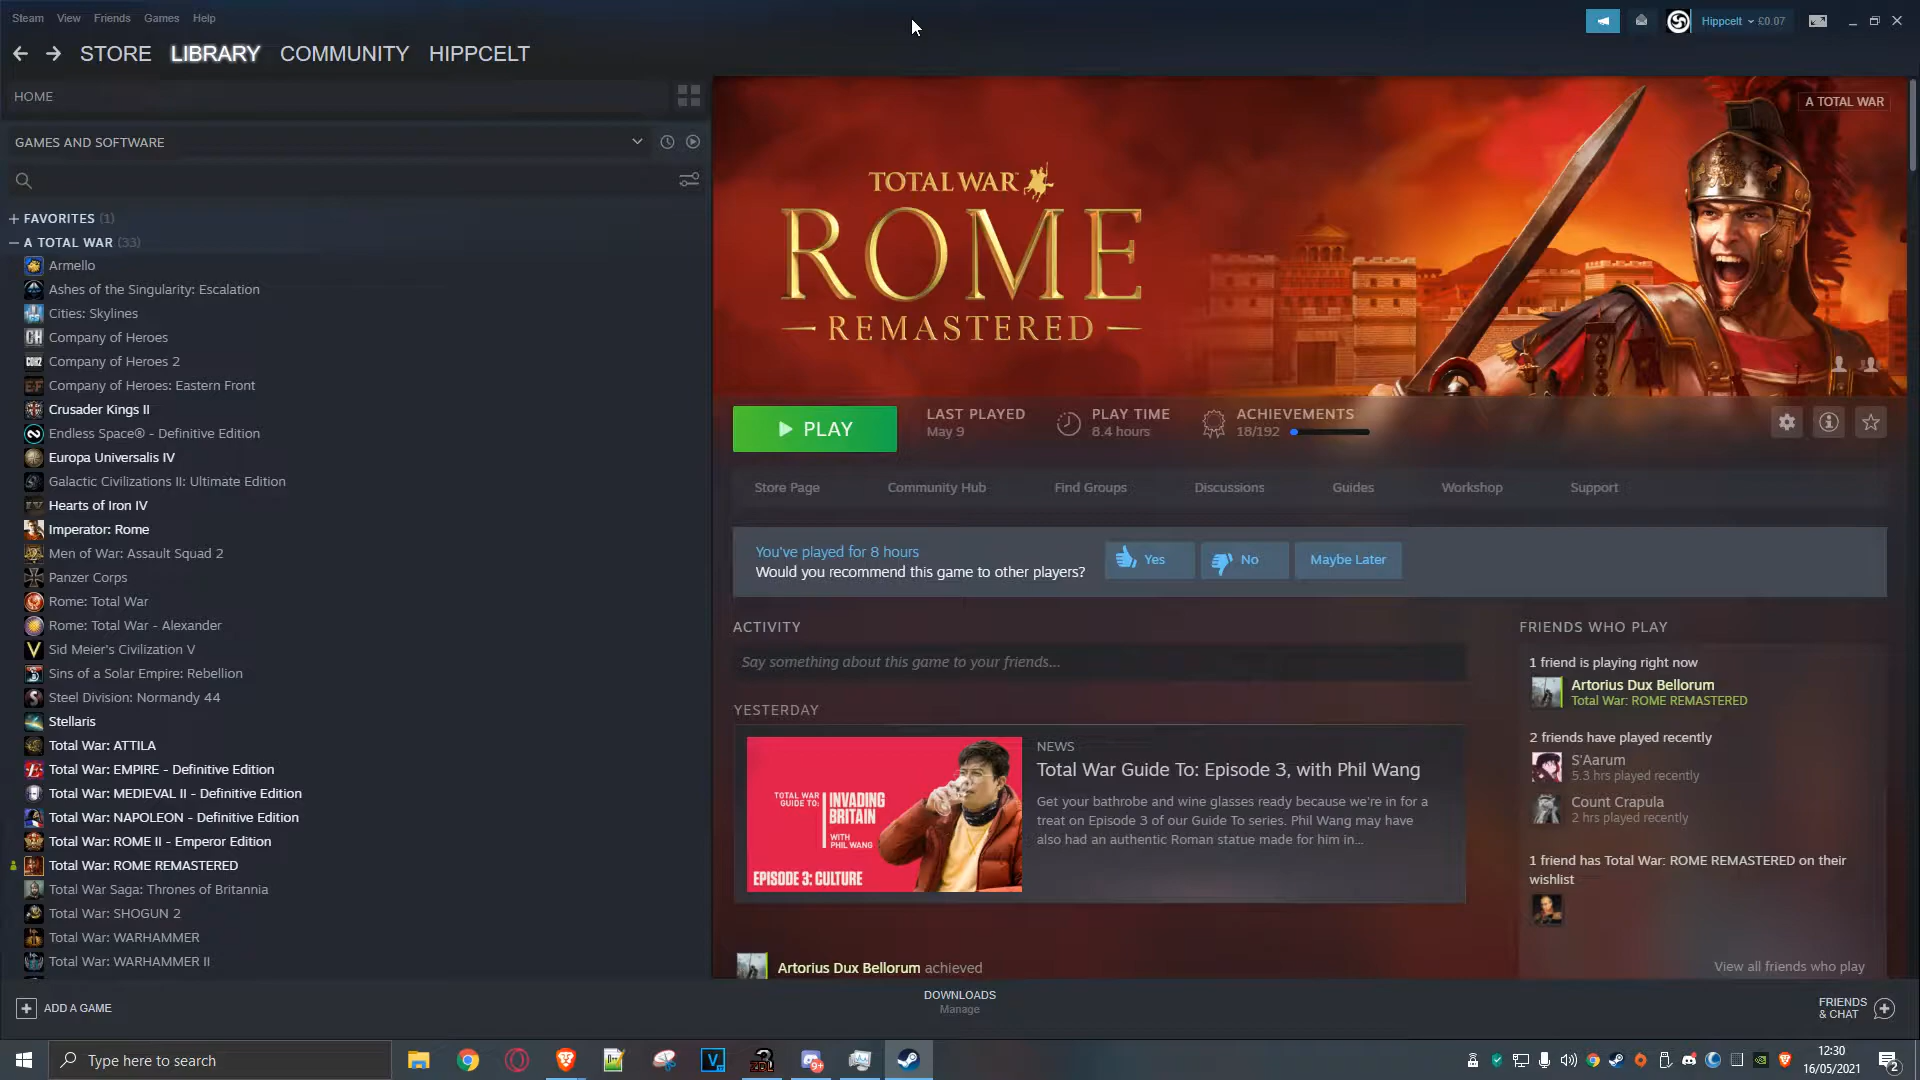 Steam View Friends Games Help
Hippcelt £0.07
STORE LIBRARY COMMUNITY HIPPCELT
HOME
GAMES AND SOFTWARE
FAVORITES (1)
A TOTAL WAR (33)
Armello
Ashes of the Singularity: Escalation
Cities: Skylines
Company of Heroes
Company of Heroes 2
Company of Heroes: Eastern Front
Crusader Kings II
Endless Space® - Definitive Edition
Europa Universalis IV
Galactic Civilizations II: Ultimate Edition
Hearts of Iron IV
Imperator: Rome
Men of War: Assault Squad 2
Panzer Corps
Rome: Total War
Rome: Total War - Alexander
Sid Meier's Civilization V
Sins of a Solar Empire: Rebellion
Steel Division: Normandy 44
Stellaris
Total War: ATTILA
Total War: EMPIRE - Definitive Edition
Total War: MEDIEVAL II - Definitive Edition
Total War: NAPOLEON - Definitive Edition
Total War: ROME II - Emperor Edition
Total War: ROME REMASTERED
Total War Saga: Thrones of Britannia
Total War: SHOGUN 2
Total War: WARHAMMER
Total War: WARHAMMER II
A TOTAL WAR
TOTAL WAR™
ROME
REMASTERED
PLAY
LAST PLAYED
May 9
PLAY TIME
8.4 hours
ACHIEVEMENTS
18/192
Store Page Community Hub Find Groups Discussions Guides Workshop Support
You've played for 8 hours
Would you recommend this game to other players?
Yes No Maybe Later
ACTIVITY
Say something about this game to your friends...
YESTERDAY
TOTAL WAR
GUIDE TO:
INVADING
BRITAIN
WITH
PHIL WANG
EPISODE 3: CULTURE
NEWS
Total War Guide To: Episode 3, with Phil Wang
Get your bathrobe and wine glasses ready because we're in for a
treat on Episode 3 of our Guide To series. Phil Wang may have
also had an authentic Roman statue made for him in...
Artorius Dux Bellorum achieved
FRIENDS WHO PLAY
1 friend is playing right now
Artorius Dux Bellorum
Total War: ROME REMASTERED
2 friends have played recently
S'Aarum
5.3 hrs played recently
Count Crapula
2 hrs played recently
1 friend has Total War: ROME REMASTERED on their
wishlist
View all friends who play
ADD A GAME
DOWNLOADS
Manage
FRIENDS
& CHAT
Type here to search
9+
12:30
16/05/2021
2